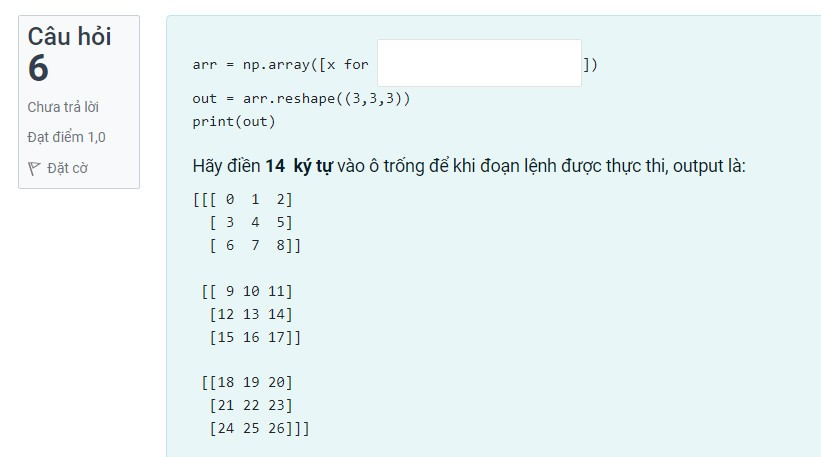 Câu hỏi
6
Chưa trả lời
Đạt điểm 1,0
Đặt cờ
arr = np.array([x for ])
out = arr.reshape((3,3,3))
print(out)
Hãy điền 14 ký tự vào ô trống để khi đoạn lệnh được thực thi, output là:
[[[ 0 1 2]
[ 3 4 5]
[ 6 7 8]]
[[ 9 10 11]
[12 13 14]
[15 16 17]]
[[18 19 20]
[21 22 23]
[24 25 26]]]